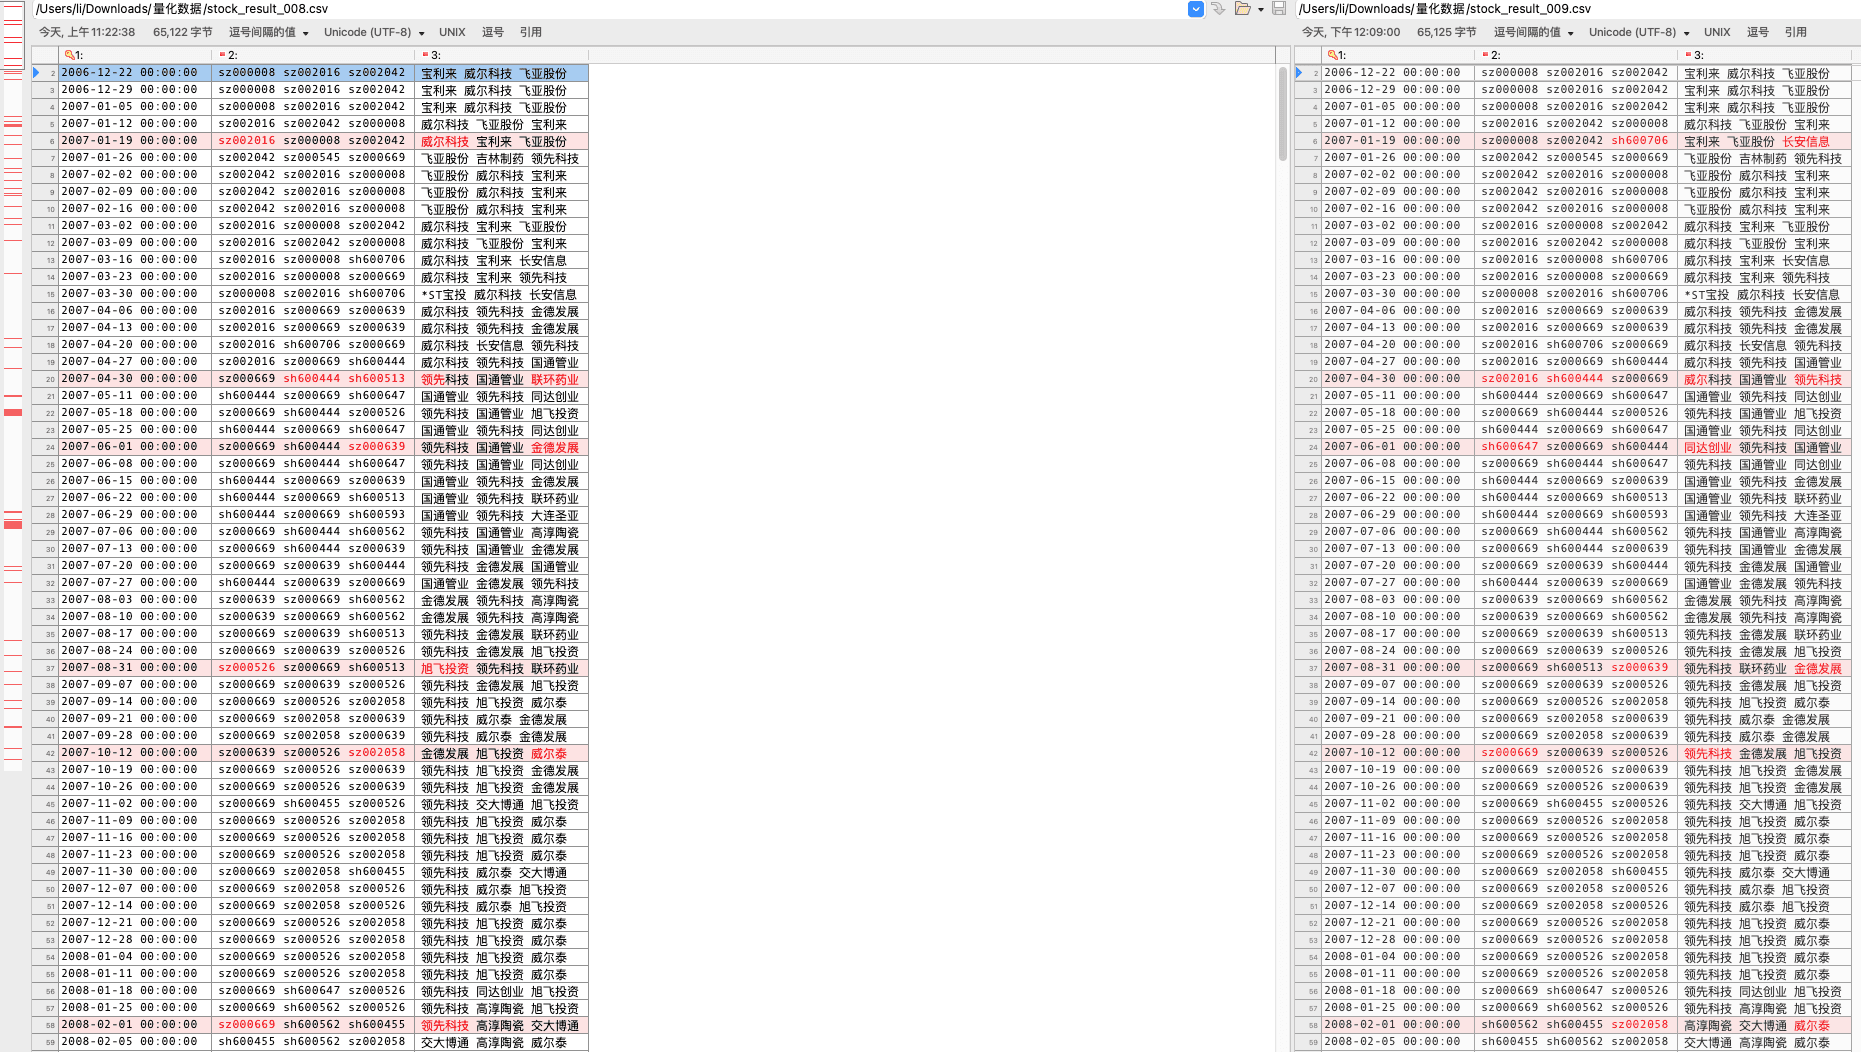 /Users/li/Downloads/量化数据/stock_result_008.csv
今天, 上午11:22:38 65,122 字节 逗号间隔的值 Unicode (UTF-8) UNIX 逗号 引用
1: 2: 3:
2 2006-12-22 00:00:00 sz000008 sz002016 sz002042 宝利来 威尔科技 飞亚股份
3 2006-12-29 00:00:00 sz000008 sz002016 sz002042 宝利来 威尔科技 飞亚股份
4 2007-01-05 00:00:00 sz000008 sz002016 sz002042 宝利来 威尔科技 飞亚股份
5 2007-01-12 00:00:00 sz002016 sz002042 sz000008 威尔科技 飞亚股份 宝利来
6 2007-01-19 00:00:00 sz002016 sz000008 sz002042 威尔科技 宝利来 飞亚股份
7 2007-01-26 00:00:00 sz002042 sz000545 sz000669 飞亚股份 吉林制药 领先科技
8 2007-02-02 00:00:00 sz002042 sz002016 sz000008 飞亚股份 威尔科技 宝利来
9 2007-02-09 00:00:00 sz002042 sz002016 sz000008 飞亚股份 威尔科技 宝利来
10 2007-02-16 00:00:00 sz002042 sz002016 sz000008 飞亚股份 威尔科技 宝利来
11 2007-03-02 00:00:00 sz002016 sz000008 sz002042 威尔科技 宝利来 飞亚股份
12 2007-03-09 00:00:00 sz002016 sz002042 sz000008 威尔科技 飞亚股份 宝利来
13 2007-03-16 00:00:00 sz002016 sz000008 sh600706 威尔科技 宝利来 长安信息
14 2007-03-23 00:00:00 sz002016 sz000008 sz000669 威尔科技 宝利来 领先科技
15 2007-03-30 00:00:00 sz000008 sz002016 sh600706 *ST宝投 威尔科技 长安信息
16 2007-04-06 00:00:00 sz002016 sz000669 sz000639 威尔科技 领先科技 金德发展
17 2007-04-13 00:00:00 sz002016 sz000669 sz000639 威尔科技 领先科技 金德发展
18 2007-04-20 00:00:00 sz002016 sh600706 sz000669 威尔科技 长安信息 领先科技
19 2007-04-27 00:00:00 sz002016 sz000669 sh600444 威尔科技 领先科技 国通管业
20 2007-04-30 00:00:00 sz000669 sh600444 sh600513 领先科技 国通管业 联环药业
21 2007-05-11 00:00:00 sh600444 sz000669 sh600647 国通管业 领先科技 同达创业
22 2007-05-18 00:00:00 sz000669 sh600444 sz000526 领先科技 国通管业 旭飞投资
23 2007-05-25 00:00:00 sh600444 sz000669 sh600647 国通管业 领先科技 同达创业
24 2007-06-01 00:00:00 sz000669 sh600444 sz000639 领先科技 国通管业 金德发展
25 2007-06-08 00:00:00 sz000669 sh600444 sh600647 领先科技 国通管业 同达创业
26 2007-06-15 00:00:00 sh600444 sz000669 sz000639 国通管业 领先科技 金德发展
27 2007-06-22 00:00:00 sh600444 sz000669 sh600513 国通管业 领先科技 联环药业
28 2007-06-29 00:00:00 sh600444 sz000669 sh600593 国通管业 领先科技 大连圣亚
29 2007-07-06 00:00:00 sz000669 sh600444 sh600562 领先科技 国通管业 高淳陶瓷
30 2007-07-13 00:00:00 sz000669 sh600444 sz000639 领先科技 国通管业 金德发展
31 2007-07-20 00:00:00 sz000669 sz000639 sh600444 领先科技 金德发展 国通管业
32 2007-07-27 00:00:00 sh600444 sz000639 sz000669 国通管业 金德发展 领先科技
33 2007-08-03 00:00:00 sz000639 sz000669 sh600562 金德发展 领先科技 高淳陶瓷
34 2007-08-10 00:00:00 sz000639 sz000669 sh600562 金德发展 领先科技 高淳陶瓷
35 2007-08-17 00:00:00 sz000669 sz000639 sh600513 领先科技 金德发展 联环药业
36 2007-08-24 00:00:00 sz000669 sz000639 sz000526 领先科技 金德发展 旭飞投资
37 2007-08-31 00:00:00 sz000526 sz000669 sh600513 旭飞投资 领先科技 联环药业
38 2007-09-07 00:00:00 sz000669 sz000639 sz000526 领先科技 金德发展 旭飞投资
39 2007-09-14 00:00:00 sz000669 sz000526 sz002058 领先科技 旭飞投资 威尔泰
40 2007-09-21 00:00:00 sz000669 sz002058 sz000639 领先科技 威尔泰 金德发展
41 2007-09-28 00:00:00 sz000669 sz002058 sz000639 领先科技 威尔泰 金德发展
42 2007-10-12 00:00:00 sz000639 sz000526 sz002058 金德发展 旭飞投资 威尔泰
43 2007-10-19 00:00:00 sz000669 sz000526 sz000639 领先科技 旭飞投资 金德发展
44 2007-10-26 00:00:00 sz000669 sz000526 sz000639 领先科技 旭飞投资 金德发展
45 2007-11-02 00:00:00 sz000669 sh600455 sz000526 领先科技 交大博通 旭飞投资
46 2007-11-09 00:00:00 sz000669 sz000526 sz002058 领先科技 旭飞投资 威尔泰
47 2007-11-16 00:00:00 sz000669 sz000526 sz002058 领先科技 旭飞投资 威尔泰
48 2007-11-23 00:00:00 sz000669 sz000526 sz002058 领先科技 旭飞投资 威尔泰
49 2007-11-30 00:00:00 sz000669 sz002058 sh600455 领先科技 威尔泰 交大博通
50 2007-12-07 00:00:00 sz000669 sz002058 sz000526 领先科技 威尔泰 旭飞投资
51 2007-12-14 00:00:00 sz000669 sz002058 sz000526 领先科技 威尔泰 旭飞投资
52 2007-12-21 00:00:00 sz000669 sz000526 sz002058 领先科技 旭飞投资 威尔泰
53 2007-12-28 00:00:00 sz000669 sz000526 sz002058 领先科技 旭飞投资 威尔泰
54 2008-01-04 00:00:00 sz000669 sz000526 sz002058 领先科技 旭飞投资 威尔泰
55 2008-01-11 00:00:00 sz000669 sz000526 sz002058 领先科技 旭飞投资 威尔泰
56 2008-01-18 00:00:00 sz000669 sh600647 sz000526 领先科技 同达创业 旭飞投资
57 2008-01-25 00:00:00 sz000669 sh600562 sz000526 领先科技 高淳陶瓷 旭飞投资
58 2008-02-01 00:00:00 sz000669 sh600562 sh600455 领先科技 高淳陶瓷 交大博通
59 2008-02-05 00:00:00 sh600455 sh600562 sz002058 交大博通 高淳陶瓷 威尔泰
/Users/li/Downloads/量化数据/stock_result_009.csv
今天, 下午12:09:00 65,125 字节 逗号间隔的值 Unicode (UTF-8) UNIX 逗号 引用
1: 2: 3:
2 2006-12-22 00:00:00 sz000008 sz002016 sz002042 宝利来 威尔科技 飞亚股份
3 2006-12-29 00:00:00 sz000008 sz002016 sz002042 宝利来 威尔科技 飞亚股份
4 2007-01-05 00:00:00 sz000008 sz002016 sz002042 宝利来 威尔科技 飞亚股份
5 2007-01-12 00:00:00 sz002016 sz002042 sz000008 威尔科技 飞亚股份 宝利来
6 2007-01-19 00:00:00 sz000008 sz002042 sh600706 宝利来 飞亚股份 长安信息
7 2007-01-26 00:00:00 sz002042 sz000545 sz000669 飞亚股份 吉林制药 领先科技
8 2007-02-02 00:00:00 sz002042 sz002016 sz000008 飞亚股份 威尔科技 宝利来
9 2007-02-09 00:00:00 sz002042 sz002016 sz000008 飞亚股份 威尔科技 宝利来
10 2007-02-16 00:00:00 sz002042 sz002016 sz000008 飞亚股份 威尔科技 宝利来
11 2007-03-02 00:00:00 sz002016 sz000008 sz002042 威尔科技 宝利来 飞亚股份
12 2007-03-09 00:00:00 sz002016 sz002042 sz000008 威尔科技 飞亚股份 宝利来
13 2007-03-16 00:00:00 sz002016 sz000008 sh600706 威尔科技 宝利来 长安信息
14 2007-03-23 00:00:00 sz002016 sz000008 sz000669 威尔科技 宝利来 领先科技
15 2007-03-30 00:00:00 sz000008 sz002016 sh600706 *ST宝投 威尔科技 长安信息
16 2007-04-06 00:00:00 sz002016 sz000669 sz000639 威尔科技 领先科技 金德发展
17 2007-04-13 00:00:00 sz002016 sz000669 sz000639 威尔科技 领先科技 金德发展
18 2007-04-20 00:00:00 sz002016 sh600706 sz000669 威尔科技 长安信息 领先科技
19 2007-04-27 00:00:00 sz002016 sz000669 sh600444 威尔科技 领先科技 国通管业
20 2007-04-30 00:00:00 sz002016 sh600444 sz000669 威尔科技 国通管业 领先科技
21 2007-05-11 00:00:00 sh600444 sz000669 sh600647 国通管业 领先科技 同达创业
22 2007-05-18 00:00:00 sz000669 sh600444 sz000526 领先科技 国通管业 旭飞投资
23 2007-05-25 00:00:00 sh600444 sz000669 sh600647 国通管业 领先科技 同达创业
24 2007-06-01 00:00:00 sh600647 sz000669 sh600444 同达创业 领先科技 国通管业
25 2007-06-08 00:00:00 sz000669 sh600444 sh600647 领先科技 国通管业 同达创业
26 2007-06-15 00:00:00 sh600444 sz000669 sz000639 国通管业 领先科技 金德发展
27 2007-06-22 00:00:00 sh600444 sz000669 sh600513 国通管业 领先科技 联环药业
28 2007-06-29 00:00:00 sh600444 sz000669 sh600593 国通管业 领先科技 大连圣亚
29 2007-07-06 00:00:00 sz000669 sh600444 sh600562 领先科技 国通管业 高淳陶瓷
30 2007-07-13 00:00:00 sz000669 sh600444 sz000639 领先科技 国通管业 金德发展
31 2007-07-20 00:00:00 sz000669 sz000639 sh600444 领先科技 金德发展 国通管业
32 2007-07-27 00:00:00 sh600444 sz000639 sz000669 国通管业 金德发展 领先科技
33 2007-08-03 00:00:00 sz000639 sz000669 sh600562 金德发展 领先科技 高淳陶瓷
34 2007-08-10 00:00:00 sz000639 sz000669 sh600562 金德发展 领先科技 高淳陶瓷
35 2007-08-17 00:00:00 sz000669 sz000639 sh600513 领先科技 金德发展 联环药业
36 2007-08-24 00:00:00 sz000669 sz000639 sz000526 领先科技 金德发展 旭飞投资
37 2007-08-31 00:00:00 sz000669 sh600513 sz000639 领先科技 联环药业 金德发展
38 2007-09-07 00:00:00 sz000669 sz000639 sz000526 领先科技 金德发展 旭飞投资
39 2007-09-14 00:00:00 sz000669 sz000526 sz002058 领先科技 旭飞投资 威尔泰
40 2007-09-21 00:00:00 sz000669 sz002058 sz000639 领先科技 威尔泰 金德发展
41 2007-09-28 00:00:00 sz000669 sz002058 sz000639 领先科技 威尔泰 金德发展
42 2007-10-12 00:00:00 sz000669 sz000639 sz000526 领先科技 金德发展 旭飞投资
43 2007-10-19 00:00:00 sz000669 sz000526 sz000639 领先科技 旭飞投资 金德发展
44 2007-10-26 00:00:00 sz000669 sz000526 sz000639 领先科技 旭飞投资 金德发展
45 2007-11-02 00:00:00 sz000669 sh600455 sz000526 领先科技 交大博通 旭飞投资
46 2007-11-09 00:00:00 sz000669 sz000526 sz002058 领先科技 旭飞投资 威尔泰
47 2007-11-16 00:00:00 sz000669 sz000526 sz002058 领先科技 旭飞投资 威尔泰
48 2007-11-23 00:00:00 sz000669 sz000526 sz002058 领先科技 旭飞投资 威尔泰
49 2007-11-30 00:00:00 sz000669 sz002058 sh600455 领先科技 威尔泰 交大博通
50 2007-12-07 00:00:00 sz000669 sz002058 sz000526 领先科技 威尔泰 旭飞投资
51 2007-12-14 00:00:00 sz000669 sz002058 sz000526 领先科技 威尔泰 旭飞投资
52 2007-12-21 00:00:00 sz000669 sz000526 sz002058 领先科技 旭飞投资 威尔泰
53 2007-12-28 00:00:00 sz000669 sz000526 sz002058 领先科技 旭飞投资 威尔泰
54 2008-01-04 00:00:00 sz000669 sz000526 sz002058 领先科技 旭飞投资 威尔泰
55 2008-01-11 00:00:00 sz000669 sz000526 sz002058 领先科技 旭飞投资 威尔泰
56 2008-01-18 00:00:00 sz000669 sh600647 sz000526 领先科技 同达创业 旭飞投资
57 2008-01-25 00:00:00 sz000669 sh600562 sz000526 领先科技 高淳陶瓷 旭飞投资
58 2008-02-01 00:00:00 sh600562 sh600455 sz002058 高淳陶瓷 交大博通 威尔泰
59 2008-02-05 00:00:00 sh600455 sh600562 sz002058 交大博通 高淳陶瓷 威尔泰